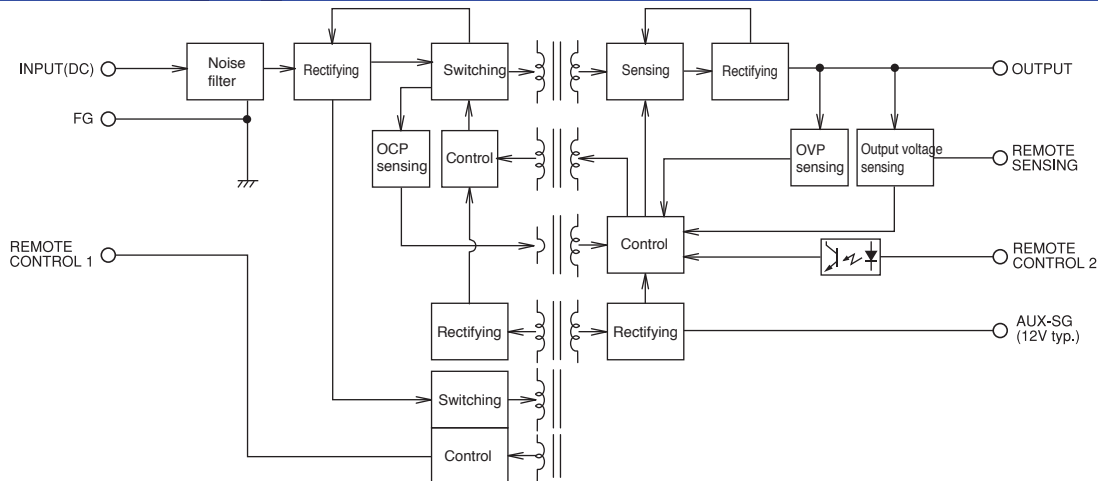 INPUT(DC)
Noise
filter
Rectifying
Switching
Sensing
Rectifying
OUTPUT
FG
OCP
sensing
Control
OVP
sensing
Output voltage
sensing
REMOTE
SENSING
REMOTE
CONTROL 1
Control
REMOTE
CONTROL 2
Rectifying
Rectifying
AUX-SG
(12V typ.)
Switching
Control